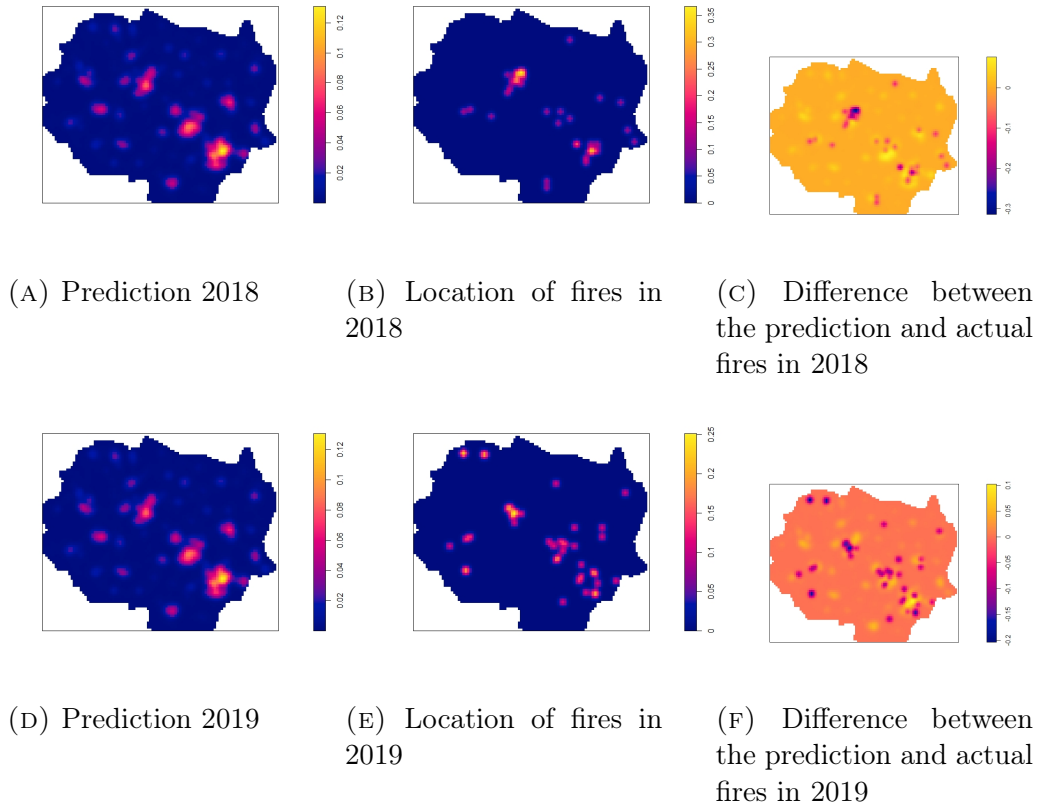 0.02 0.04 0.06 0.08 0.10 0.12
0 0.05 0.1 0.15 0.2 0.25 0.3 0.35
-0.3 -0.2 -0.1 0
(A) Prediction 2018
(B) Location of fires in
2018
(C) Difference between
the prediction and actual
fires in 2018
0.02 0.04 0.06 0.08 0.10 0.12
0 0.05 0.1 0.15 0.2 0.25
-0.2 -0.15 -0.1 -0.05 0 0.05 0.1
(D) Prediction 2019
(E) Location of fires in
2019
(F) Difference between
the prediction and actual
fires in 2019